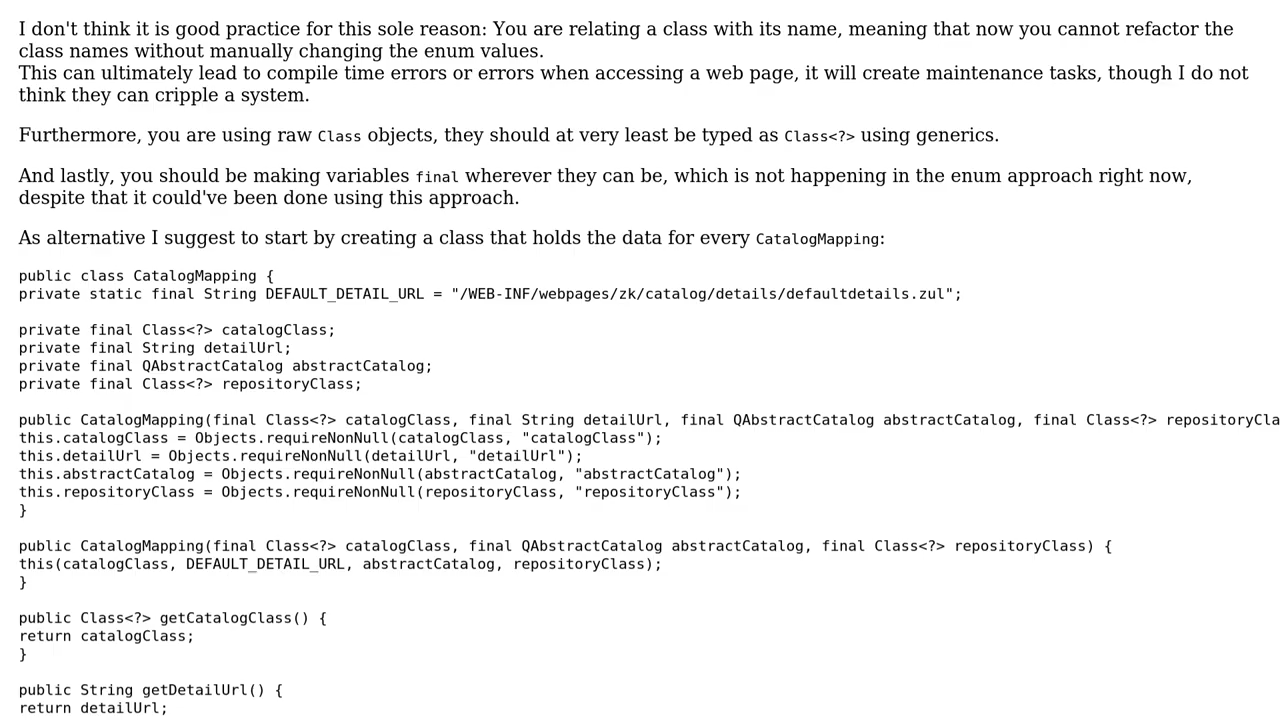 I don't think it is good practice for this sole reason: You are relating a class with its name, meaning that now you cannot refactor the
class names without manually changing the enum values.
This can ultimately lead to compile time errors or errors when accessing a web page, it will create maintenance tasks, though I do not
think they can cripple a system.
Furthermore, you are using raw Class objects, they should at very least be typed as Class<?> using generics.
And lastly, you should be making variables final wherever they can be, which is not happening in the enum approach right now,
despite that it could've been done using this approach.
As alternative I suggest to start by creating a class that holds the data for every CatalogMapping:
public class CatalogMapping {
private static final String DEFAULT_DETAIL_URL = "/WEB-INF/webpages/zk/catalog/details/defaultdetails.zul";
private final Class<?> catalogClass;
private final String detailUrl;
private final QAbstractCatalog abstractCatalog;
private final Class<?> repositoryClass;
public CatalogMapping(final Class<?> catalogClass, final String detailUrl, final QAbstractCatalog abstractCatalog, final Class<?> repositoryCla
this.catalogClass = Objects.requireNonNull(catalogClass, "catalogClass");
this.detailUrl = Objects.requireNonNull(detailUrl, "detailUrl");
this.abstractCatalog = Objects.requireNonNull(abstractCatalog, "abstractCatalog");
this.repositoryClass = Objects.requireNonNull(repositoryClass, "repositoryClass");
}
public CatalogMapping(final Class<?> catalogClass, final QAbstractCatalog abstractCatalog, final Class<?> repositoryClass) {
this(catalogClass, DEFAULT_DETAIL_URL, abstractCatalog, repositoryClass);
}
public Class<?> getCatalogClass() {
return catalogClass;
}
public String getDetailUrl() {
return detailUrl;